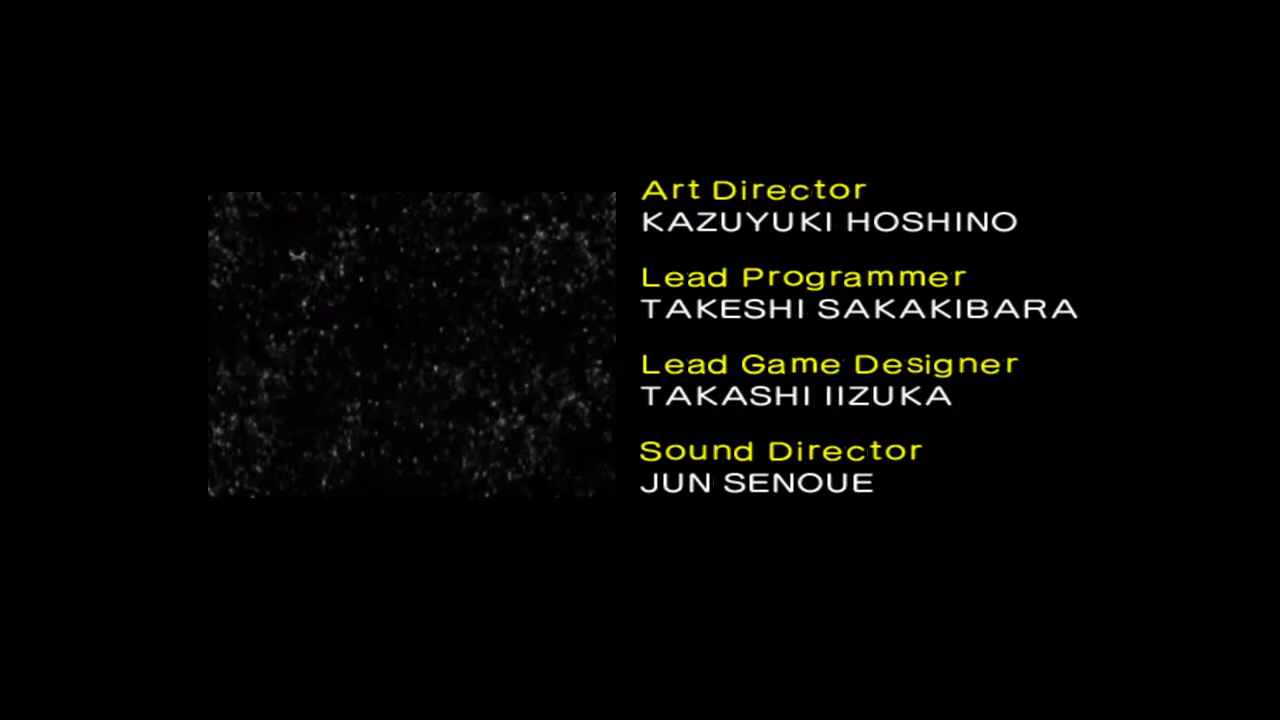 Art Director
KAZUYUKI HOSHINO
Lead Programmer
TAKESHI SAKAKIBARA
Lead Game Designer
TAKASHI IIZUKA
Sound Director
JUN SENOUE